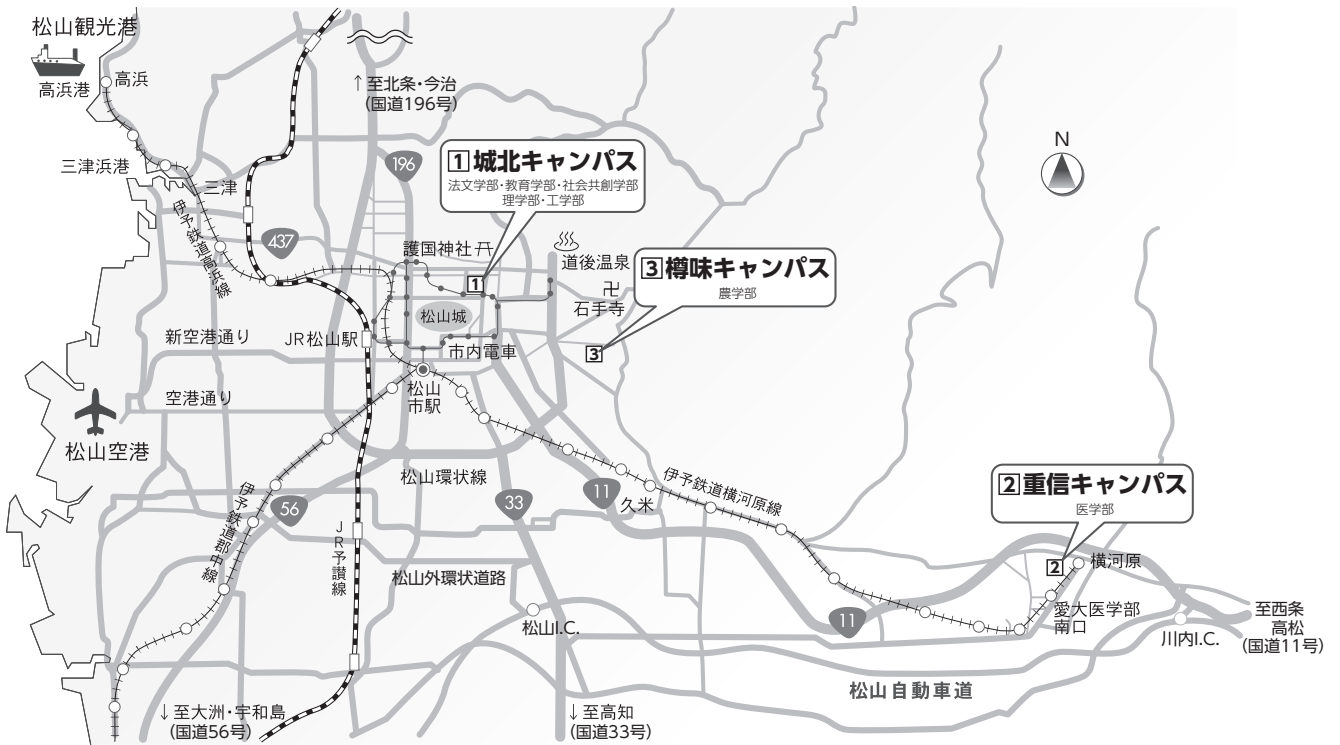 松山観光港
高浜港
高浜
三津浜港
三津
伊予鉄道高浜線
↑至北条・今治
(国道196号)
196
437
1 城北キャンパス
法文学部・教育学部・社会共創学部
理学部・工学部
N
護国神社
1
道後温泉
卍
石手寺
3 樽味キャンパス
農学部
3
松山城
新空港通り
JR松山駅
市内電車
空港通り
松山
市駅
松山空港
松山環状線
伊予鉄道横河原線
11
久米
33
56
伊予鉄道郡中線
JR予讃線
松山外環状道路
2 重信キャンパス
医学部
2
横河原
愛大医学部
南口
11
松山I.C.
川内I.C.
至西条
高松
(国道11号)
松山自動車道
↓至大洲・宇和島
(国道56号)
↓至高知
(国道33号)